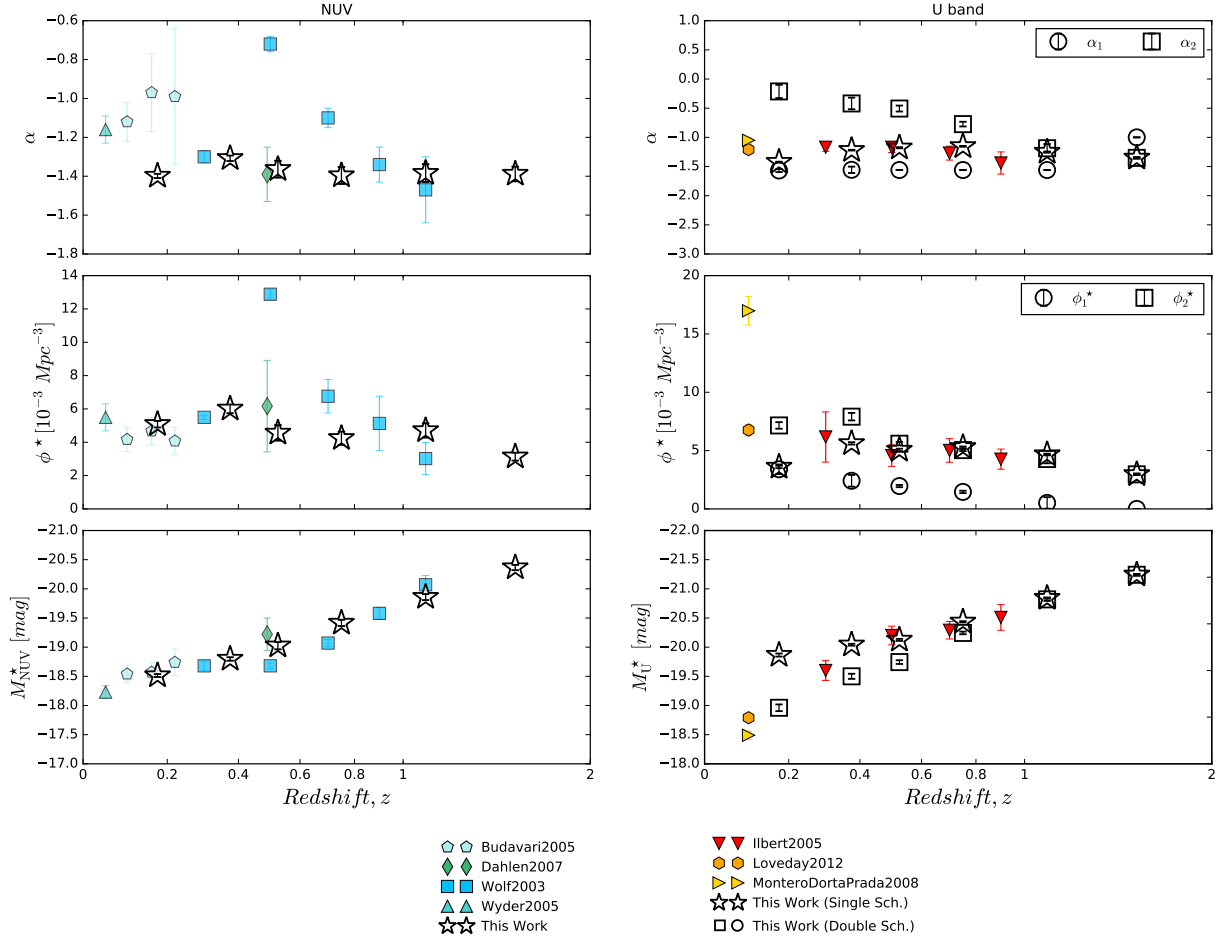 NUV
U band
−0.6
−0.8
−1.0
−1.2
−1.4
−1.6
−1.8
α
1.0
0.5
0.0
−0.5
−1.0
−1.5
−2.0
−2.5
−3.0
α
α₁ α₂
14
12
10
8
6
4
2
0
ϕ* [10⁻³ Mpc⁻³]
20
15
10
5
0
ϕ* [10⁻³ Mpc⁻³]
ϕ₁* ϕ₂*
−21.0
−20.5
−20.0
−19.5
−19.0
−18.5
−18.0
−17.5
−17.0
M*NUV [mag]
0 0.2 0.4 0.6 0.8 1 2
Redshift, z
−22.0
−21.5
−21.0
−20.5
−20.0
−19.5
−19.0
−18.5
−18.0
M*U [mag]
0 0.2 0.4 0.6 0.8 1 2
Redshift, z
Budavari2005
Dahlen2007
Wolf2003
Wyder2005
This Work
Ilbert2005
Loveday2012
MonteroDortaPrada2008
This Work (Single Sch.)
This Work (Double Sch.)